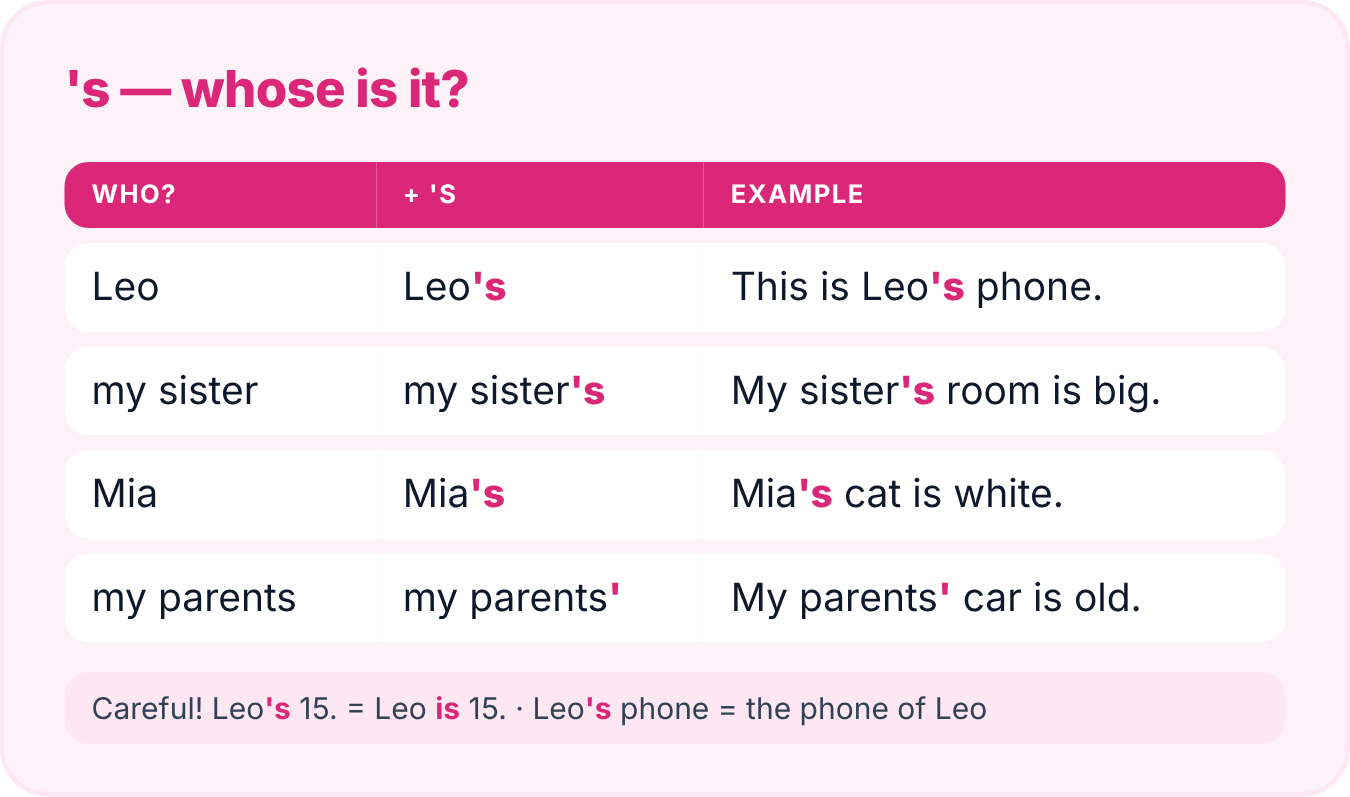 's — whose is it?
WHO? + 'S EXAMPLE
Leo Leo's This is Leo's phone.
my sister my sister's My sister's room is big.
Mia Mia's Mia's cat is white.
my parents my parents' My parents' car is old.
Careful! Leo's 15. = Leo is 15. · Leo's phone = the phone of Leo